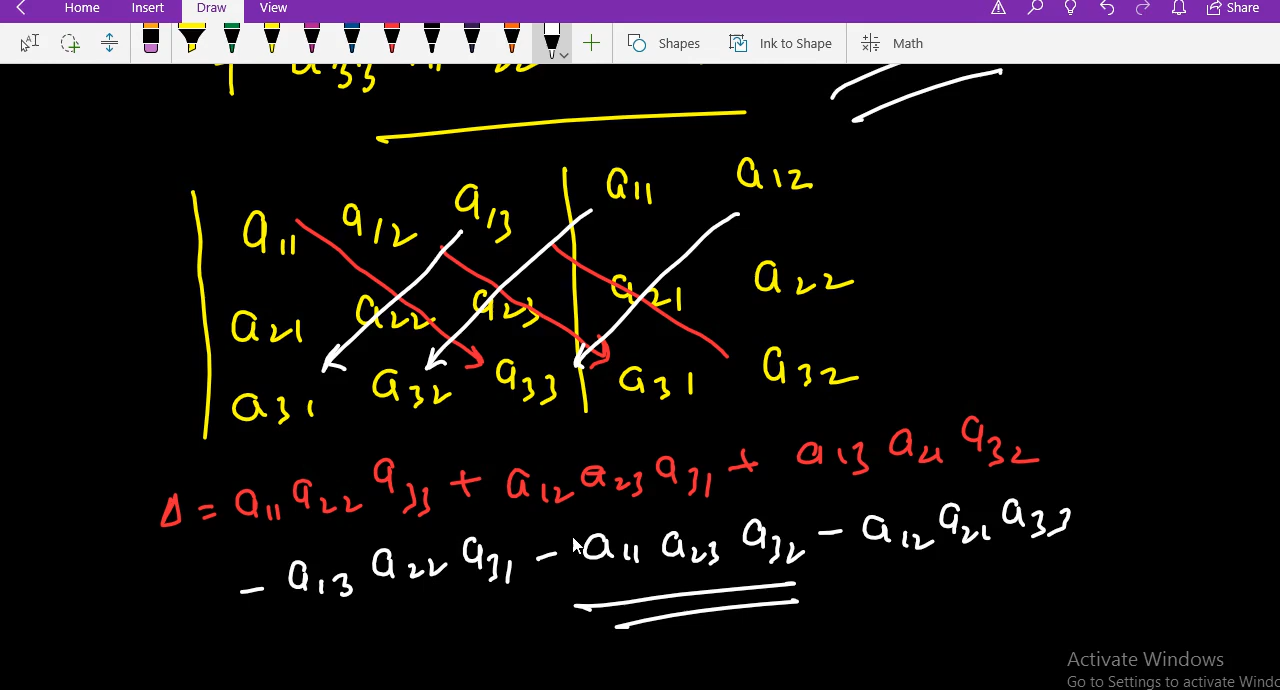 Home Insert Draw View Share
Shapes Ink to Shape Math
a33
a11 a12 a13 a11 a12
a21 a22 a23 a21 a22
a31 a32 a33 a31 a32
Δ = a11 a22 a33 + a12 a23 a31 + a13 a21 a32
- a13 a22 a31 - a11 a23 a32 - a12 a21 a33
Activate Windows
Go to Settings to activate Windo